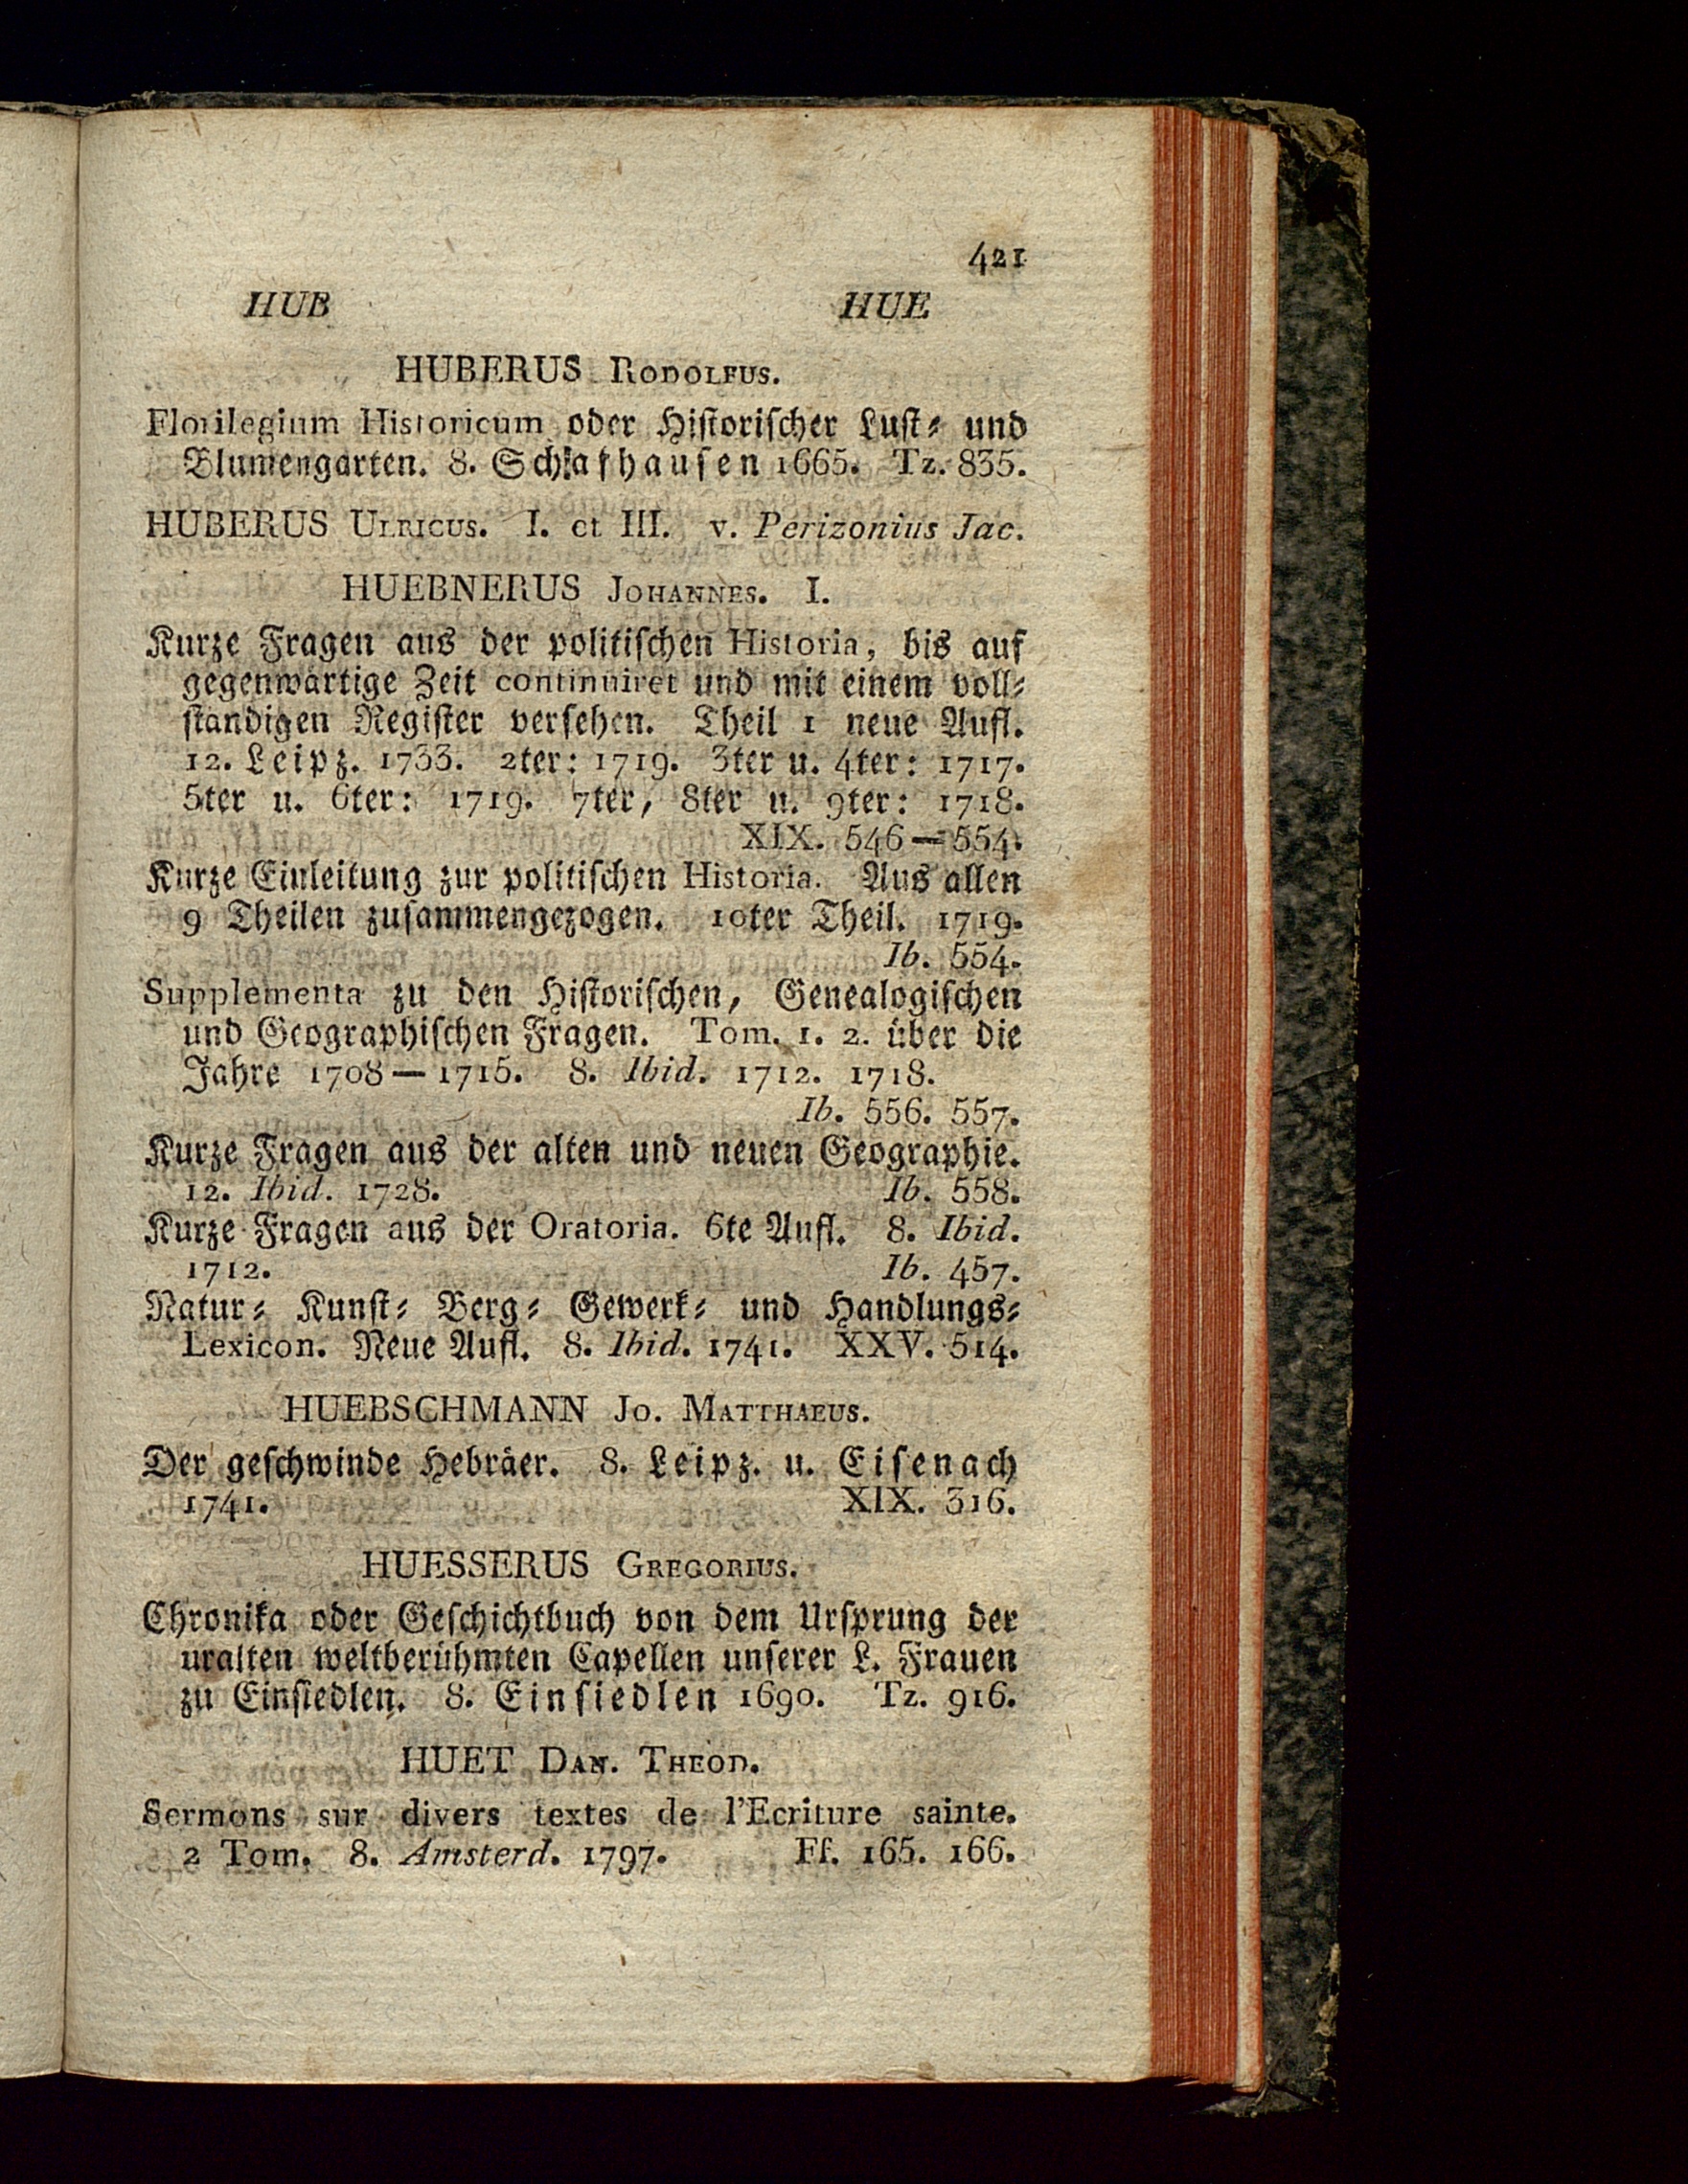 421
HUB HUE
HUBERUS RODOLFUS.
Florilegium Historicum oder Historischer Lust- und
Blumengarten. 8. Schafhausen 1665. Tz. 835.
HUBERUS ULRICUS. I. et III. v. Perizonius Jac.
HUEBNERUS JOHANNES. I.
Kurze Fragen aus der politischen Historia, bis auf
gegenwärtige Zeit continuiret und mit einem voll-
ständigen Register versehen. Theil 1 neue Aufl.
12. Leipz. 1733. 2ter: 1719. 3ter u. 4ter: 1717.
5ter u. 6ter: 1719. 7ter, 8ter u. 9ter: 1718.
XIX. 546—554.
Kurze Einleitung zur politischen Historia. Aus allen
9 Theilen zusammengezogen. 10ter Theil. 1719.
Ib. 554.
Supplementa zu den Historischen, Genealogischen
und Geographischen Fragen. Tom. 1. 2. über die
Jahre 1708—1715. 8. Ibid. 1712. 1718.
Ib. 556. 557.
Kurze Fragen aus der alten und neuen Geographie.
12. Ibid. 1728. Ib. 558.
Kurze Fragen aus der Oratoria. 6te Aufl. 8. Ibid.
1712. Ib. 457.
Natur- Kunst- Berg- Gewerk- und Handlungs-
Lexicon. Neue Aufl. 8. Ibid. 1741. XXV. 514.
HUEBSCHMANN JO. MATTHAEUS.
Der geschwinde Hebräer. 8. Leipz. u. Eisenach
1741. XIX. 316.
HUESSERUS GREGORIUS.
Chronika oder Geschichtbuch von dem Ursprung der
uralten weltberühmten Capellen unserer L. Frauen
zu Einsiedlen. 8. Einsiedlen 1690. Tz. 916.
HUET DAN. THEOD.
Sermons sur divers textes de l'Ecriture sainte.
2 Tom. 8. Amsterd. 1797. Ff. 165. 166.